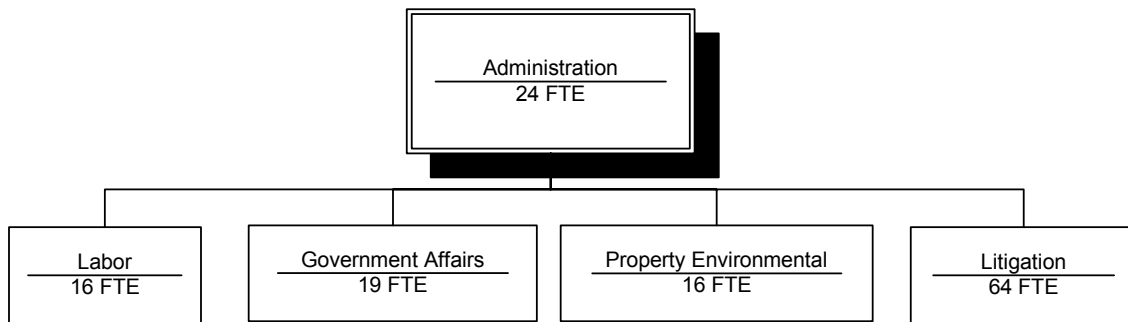 Administration
24 FTE
Labor
16 FTE
Government Affairs
19 FTE
Property Environmental
16 FTE
Litigation
64 FTE